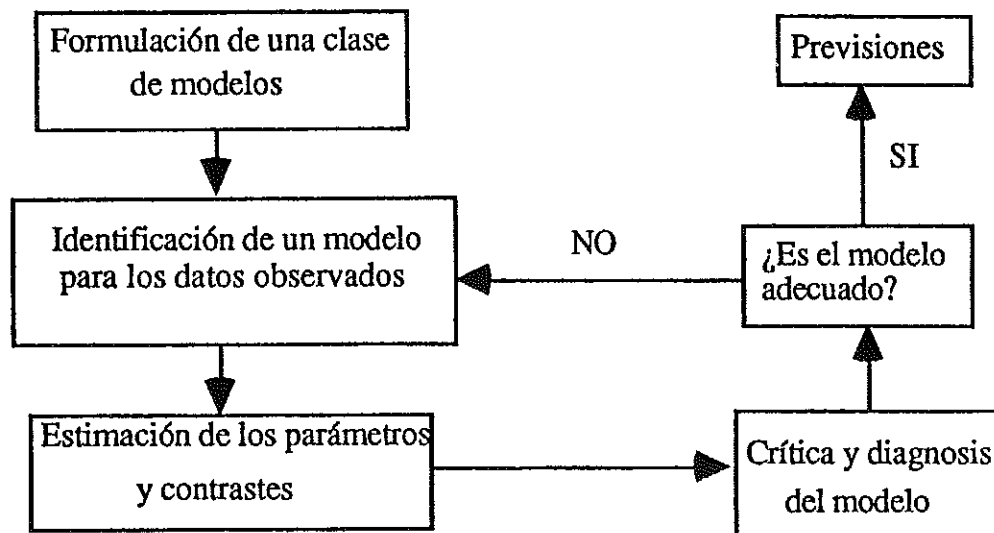 Formulación de una clase
de modelos
Previsiones
SI
Identificación de un modelo
para los datos observados
NO
¿Es el modelo
adecuado?
Estimación de los parámetros
y contrastes
Crítica y diagnosis
del modelo